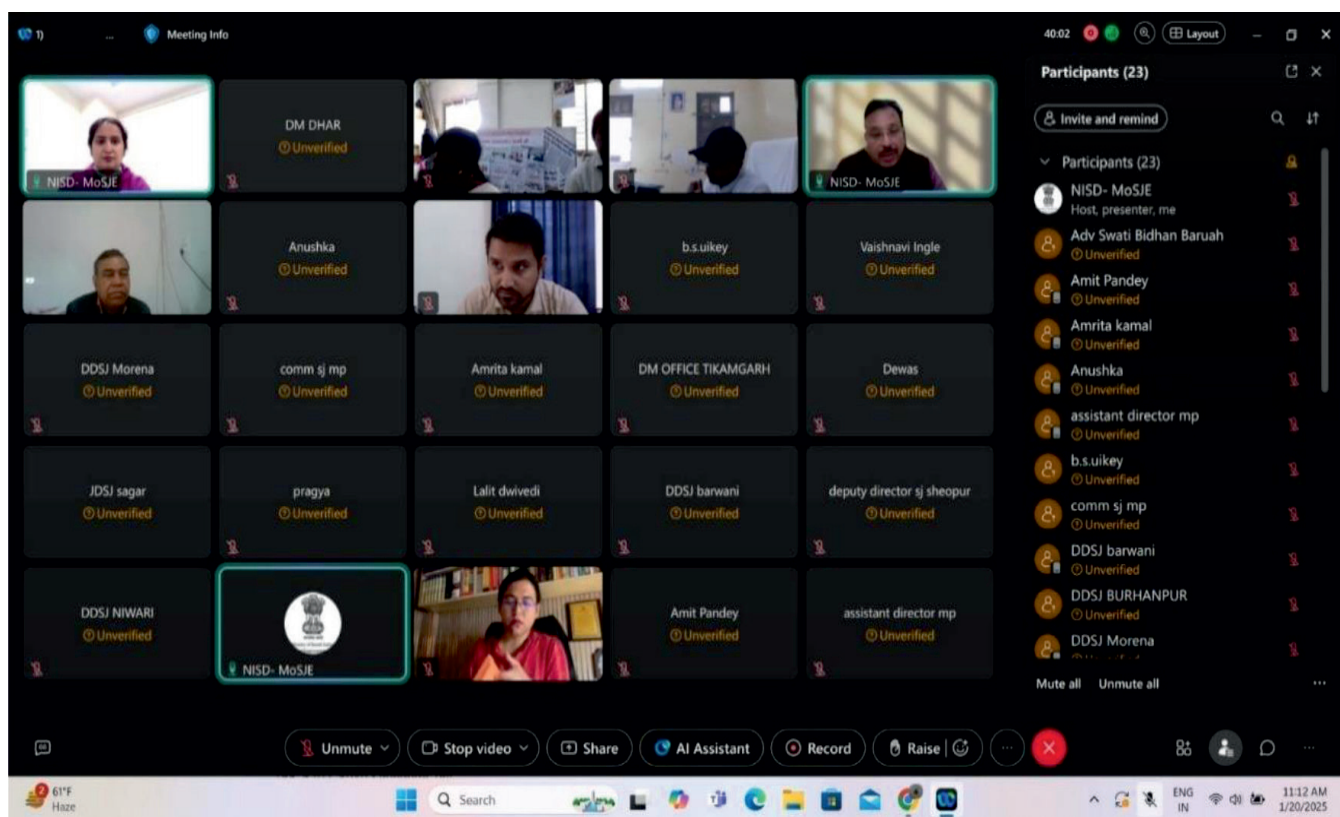 1)
...
Meeting Info
40:02
Layout
NISD- MoSJE
DM DHAR
Unverified
NISD- MoSJE
Anushka
Unverified
b.s.uikey
Unverified
Vaishnavi Ingle
Unverified
DDSJ Morena
Unverified
comm sj mp
Unverified
Amrita kamal
Unverified
DM OFFICE TIKAMGARH
Unverified
Dewas
Unverified
JDSJ sagar
Unverified
pragya
Unverified
Lalit dwivedi
Unverified
DDSJ barwani
Unverified
deputy director sj sheopur
Unverified
DDSJ NIWARI
Unverified
NISD- MoSJE
Amit Pandey
Unverified
assistant director mp
Unverified
Participants (23)
Invite and remind
Participants (23)
NISD- MoSJE
Host, presenter, me
Adv Swati Bidhan Baruah
Unverified
Amit Pandey
Unverified
Amrita kamal
Unverified
Anushka
Unverified
assistant director mp
Unverified
b.s.uikey
Unverified
comm sj mp
Unverified
DDSJ barwani
Unverified
DDSJ BURHANPUR
Unverified
DDSJ Morena
Mute all Unmute all
Unmute
Stop video
Share
AI Assistant
Record
Raise
2
61°F
Haze
Search
ENG
IN
11:12 AM
1/20/2025